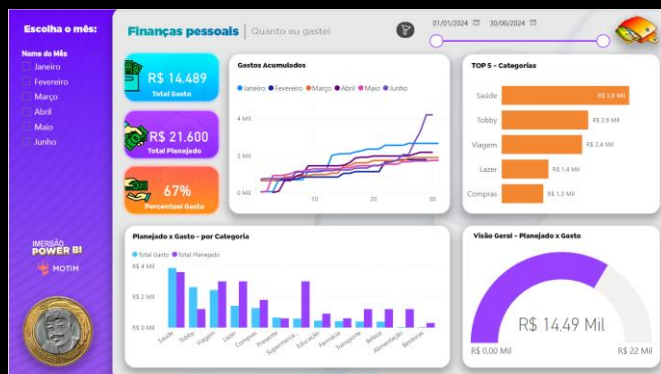 Escolha o mês:
Nome do Mês
Janeiro
Fevereiro
Março
Abril
Maio
Junho
IMERSÃO
POWER BI
MOTIM
Finanças pessoais | Quanto eu gastei
01/01/2024 30/06/2024
R$ 14.489
Total Gasto
R$ 21.600
Total Planejado
67%
Percentual Gasto
Gastos Acumulados
Janeiro Fevereiro Março Abril Maio Junho
4 Mil
2 Mil
0 Mil
10 20 30
TOP 5 - Categorias
Saúde R$ 3,9 Mil
Tobby R$ 2,6 Mil
Viagem R$ 2,4 Mil
Lazer R$ 1,4 Mil
Compras R$ 1,3 Mil
Planejado x Gasto - por Categoria
Total Gasto Total Planejado
R$ 4 Mil
R$ 2 Mil
R$ 0 Mil
Saúde
Tobby
Viagem
Lazer
Compras
Presente
Supermerca...
Educação
Farmacia
Transporte
Beleza
Alimentação
Besteiras
Visão Geral - Planejado x Gasto
R$ 14,49 Mil
R$ 0,00 Mil R$ 22 Mil